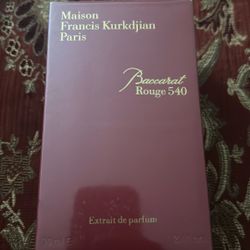 Maison
Francis Kurkdjian
Paris
Baccarat
Rouge 540
Extrait de parfum